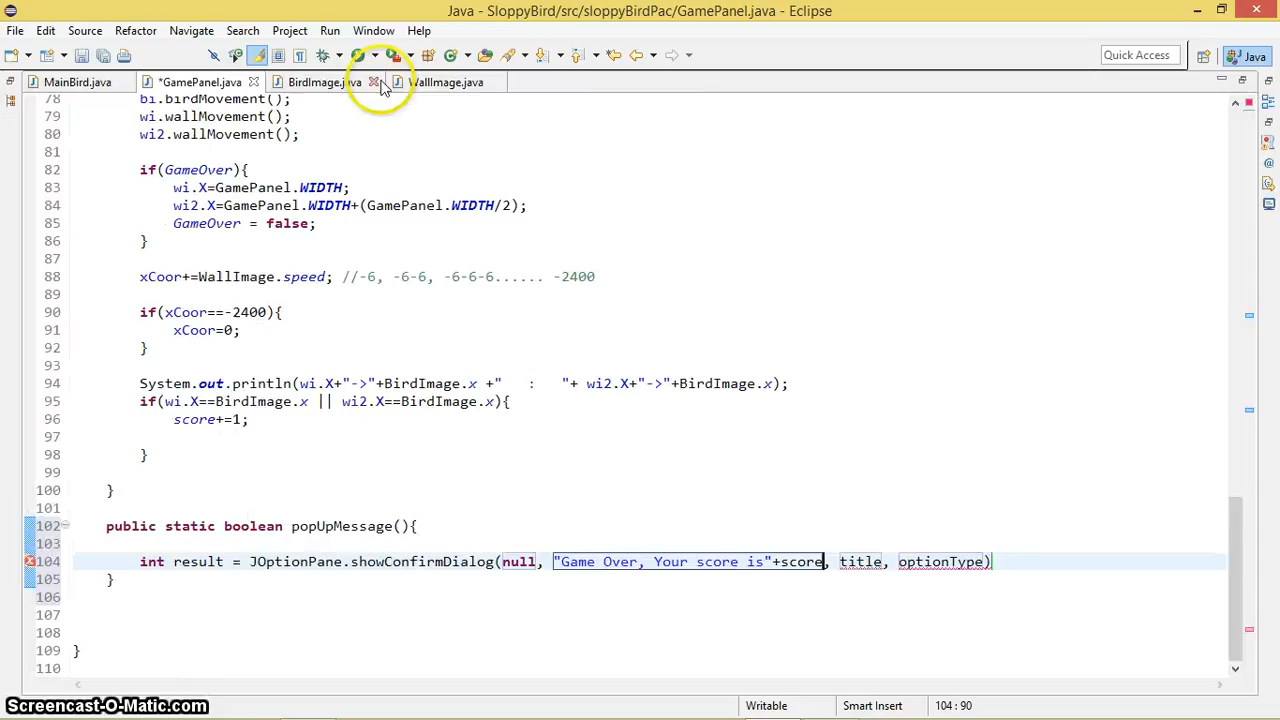 Java - SloppyBird/src/sloppyBirdPac/GamePanel.java - Eclipse
File Edit Source Refactor Navigate Search Project Run Window Help
Quick Access Java
MainBird.java *GamePanel.java BirdImage.java WallImage.java
78 bi.birdMovement();
79 wi.wallMovement();
80 wi2.wallMovement();
81
82 if(GameOver){
83 wi.X=GamePanel.WIDTH;
84 wi2.X=GamePanel.WIDTH+(GamePanel.WIDTH/2);
85 GameOver = false;
86 }
87
88 xCoor+=WallImage.speed; //-6, -6-6, -6-6-6...... -2400
89
90 if(xCoor==-2400){
91 xCoor=0;
92 }
93
94 System.out.println(wi.X+"->"+BirdImage.x +"   :   "+ wi2.X+"->"+BirdImage.x);
95 if(wi.X==BirdImage.x || wi2.X==BirdImage.x){
96 score+=1;
97
98 }
99
100 }
101
102 public static boolean popUpMessage(){
103
104 int result = JOptionPane.showConfirmDialog(null, "Game Over, Your score is"+score, title, optionType)
105 }
106
107
108
109 }
110
Screencast-O-Matic.com Writable Smart Insert 104 : 90